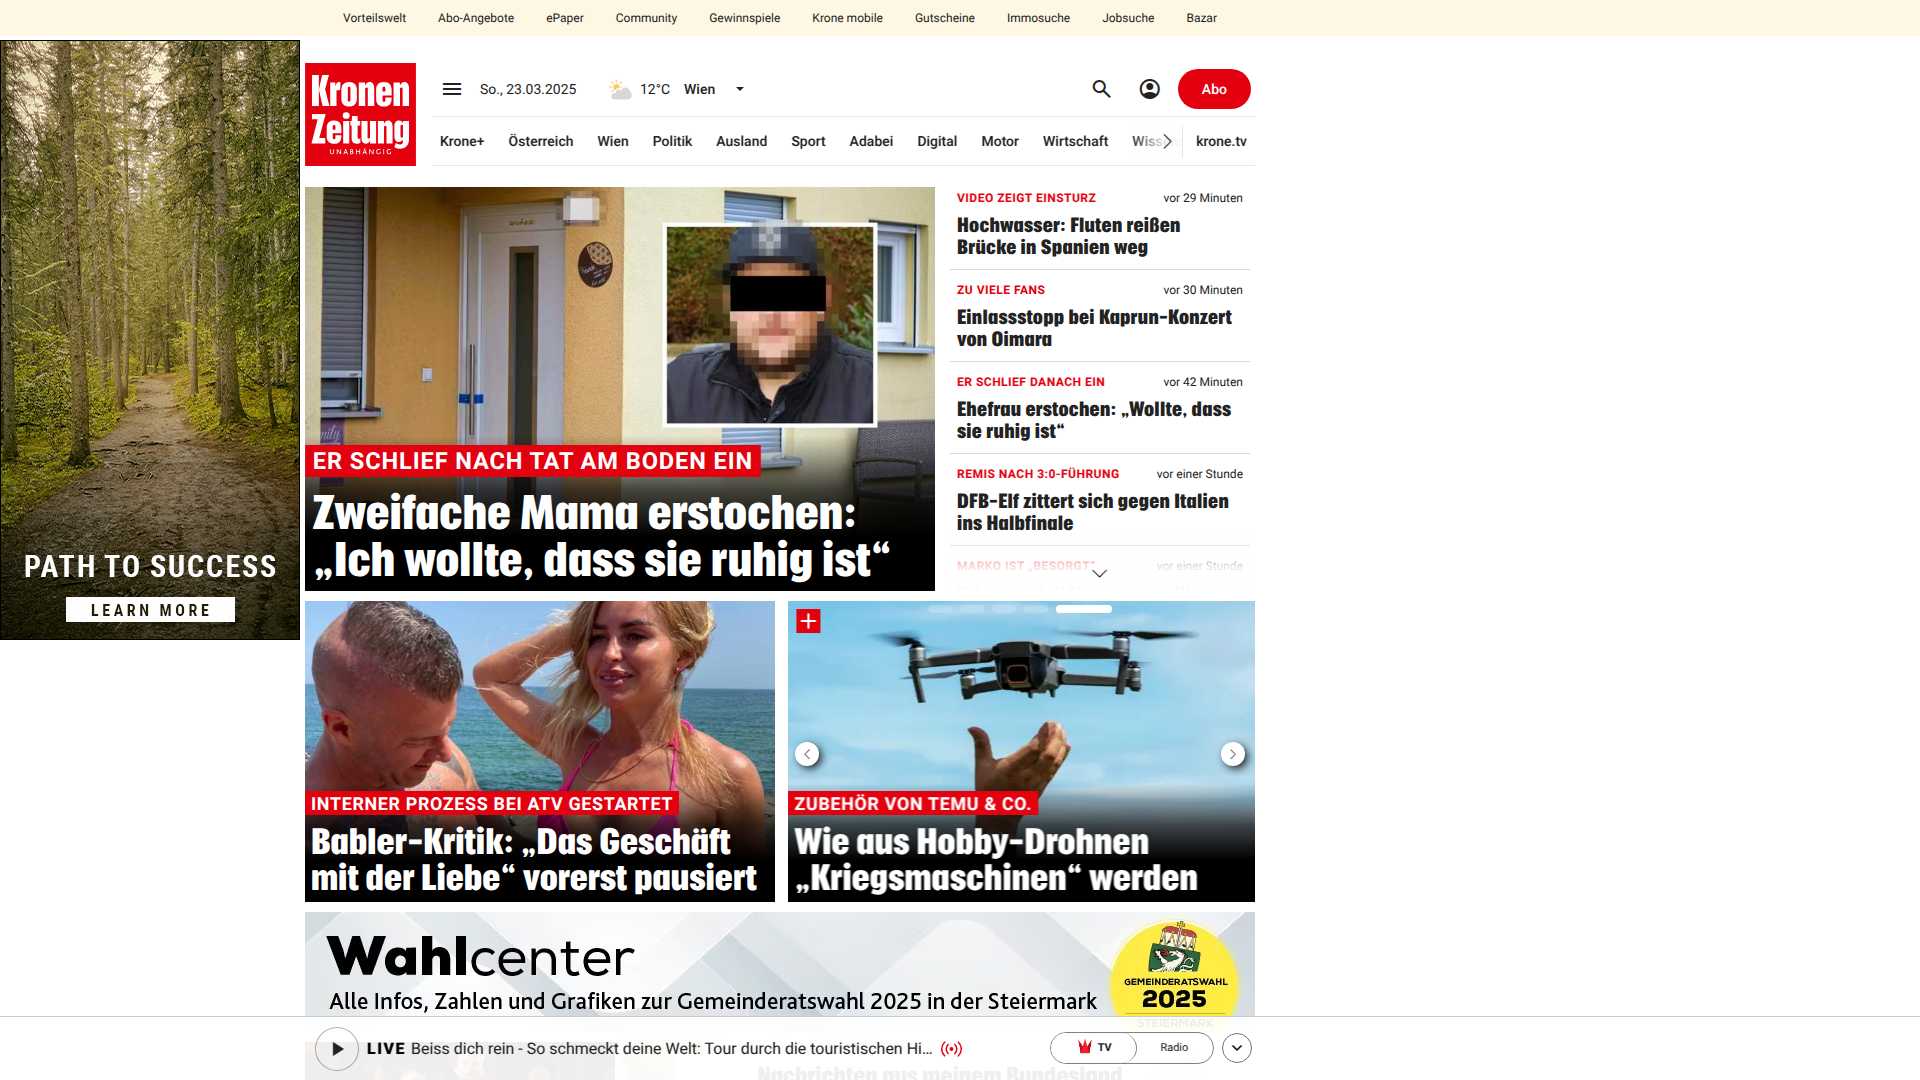 Vorteilswelt
Abo-Angebote
ePaper
Community
Gewinnspiele
Krone mobile
Gutscheine
Immosuche
Jobsuche
Bazar
Kronen
Zeitung
UNABHÄNGIG
So., 23.03.2025
12°C
Wien
Abo
Krone+
Österreich
Wien
Politik
Ausland
Sport
Adabei
Digital
Motor
Wirtschaft
Wiss
krone.tv
PATH TO SUCCESS
LEARN MORE
ER SCHLIEF NACH TAT AM BODEN EIN
Zweifache Mama erstochen:
„Ich wollte, dass sie ruhig ist“
VIDEO ZEIGT EINSTURZ
vor 29 Minuten
Hochwasser: Fluten reißen
Brücke in Spanien weg
ZU VIELE FANS
vor 30 Minuten
Einlassstopp bei Kaprun-Konzert
von Oimara
ER SCHLIEF DANACH EIN
vor 42 Minuten
Ehefrau erstochen: „Wollte, dass
sie ruhig ist“
REMIS NACH 3:0-FÜHRUNG
vor einer Stunde
DFB-Elf zittert sich gegen Italien
ins Halbfinale
MARKO IST „BESORGT“
vor einer Stunde
INTERNER PROZESS BEI ATV GESTARTET
Babler-Kritik: „Das Geschäft
mit der Liebe“ vorerst pausiert
ZUBEHÖR VON TEMU & CO.
Wie aus Hobby-Drohnen
„Kriegsmaschinen“ werden
Wahlcenter
Alle Infos, Zahlen und Grafiken zur Gemeinderatswahl 2025 in der Steiermark
GEMEINDERATSWAHL
2025
STEIERMARK
LIVE Beiss dich rein - So schmeckt deine Welt: Tour durch die touristischen Hi...
TV
Radio
Nachrichten aus meinem Bundesland